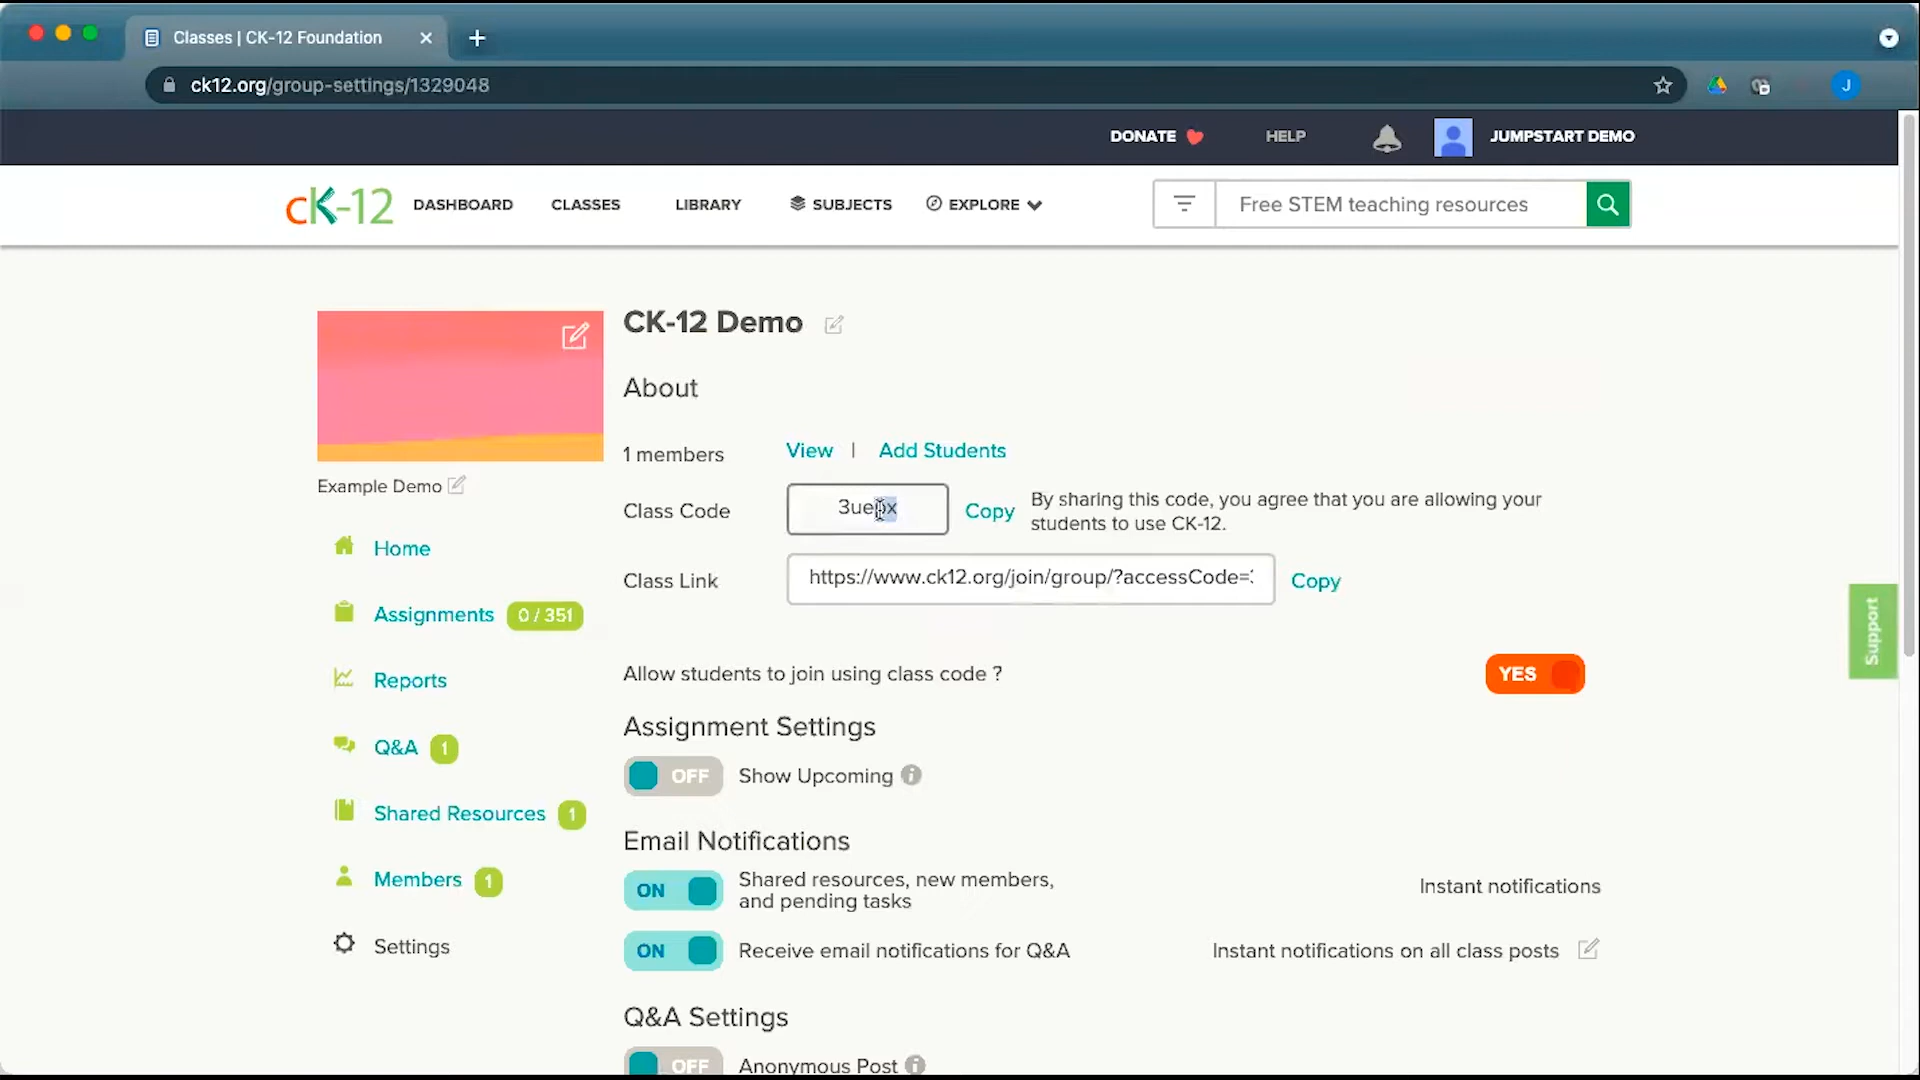 Classes | CK-12 Foundation
ck12.org/group-settings/1329048
J
DONATE
HELP
JUMPSTART DEMO
cK-12
DASHBOARD
CLASSES
LIBRARY
SUBJECTS
EXPLORE
Free STEM teaching resources
CK-12 Demo
About
1 members
View | Add Students
Example Demo
Class Code
Copy
By sharing this code, you agree that you are allowing your
students to use CK-12.
Class Link
https://www.ck12.org/join/group/?accessCode=
Copy
Home
Assignments 0 / 351
Reports
Q&A 1
Shared Resources 1
Members 1
Settings
Allow students to join using class code ?
YES
Assignment Settings
OFF
Show Upcoming
Email Notifications
ON
Shared resources, new members,
and pending tasks
Instant notifications
ON
Receive email notifications for Q&A
Instant notifications on all class posts
Q&A Settings
OFF
Anonymous Post
Support